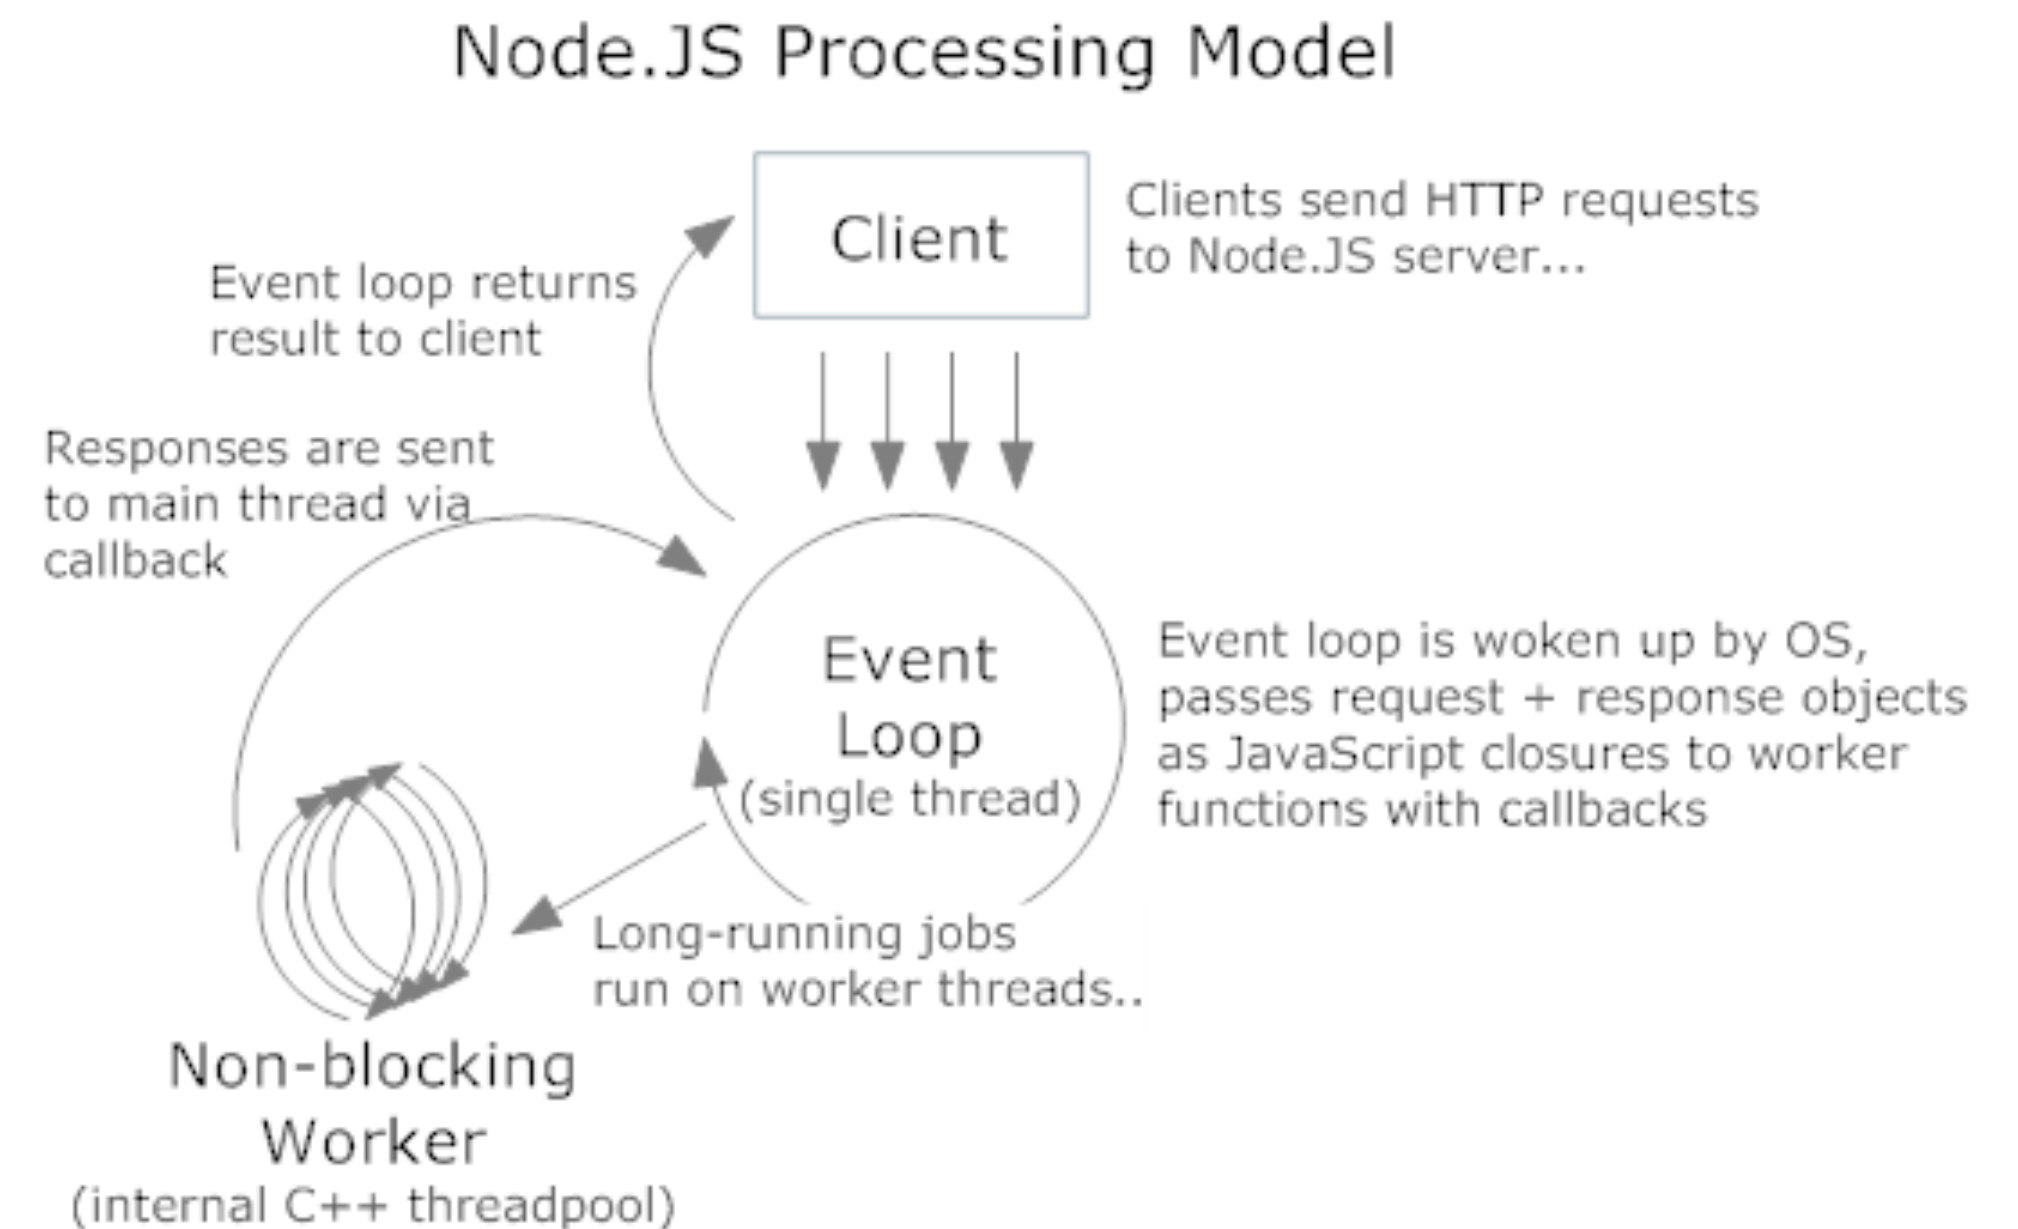 Node.JS Processing Model
Client
Clients send HTTP requests
to Node.JS server...
Event loop returns
result to client
Responses are sent
to main thread via
callback
Event
Loop
(single thread)
Event loop is woken up by OS,
passes request + response objects
as JavaScript closures to worker
functions with callbacks
Long-running jobs
run on worker threads..
Non-blocking
Worker
(internal C++ threadpool)